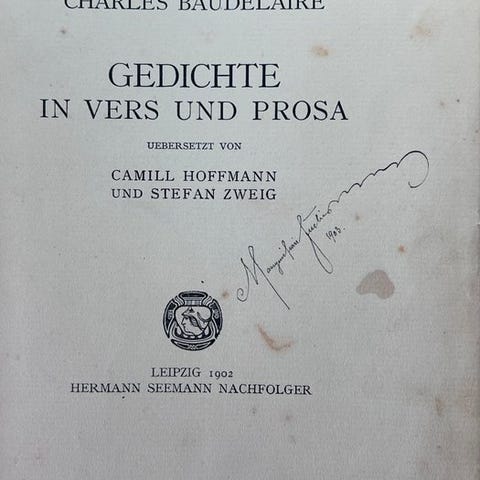 CHARLES BAUDELAIRE
GEDICHTE
IN VERS UND PROSA
UEBERSETZT VON
CAMILL HOFFMANN
UND STEFAN ZWEIG
1903.
LEIPZIG 1902
HERMANN SEEMANN NACHFOLGER